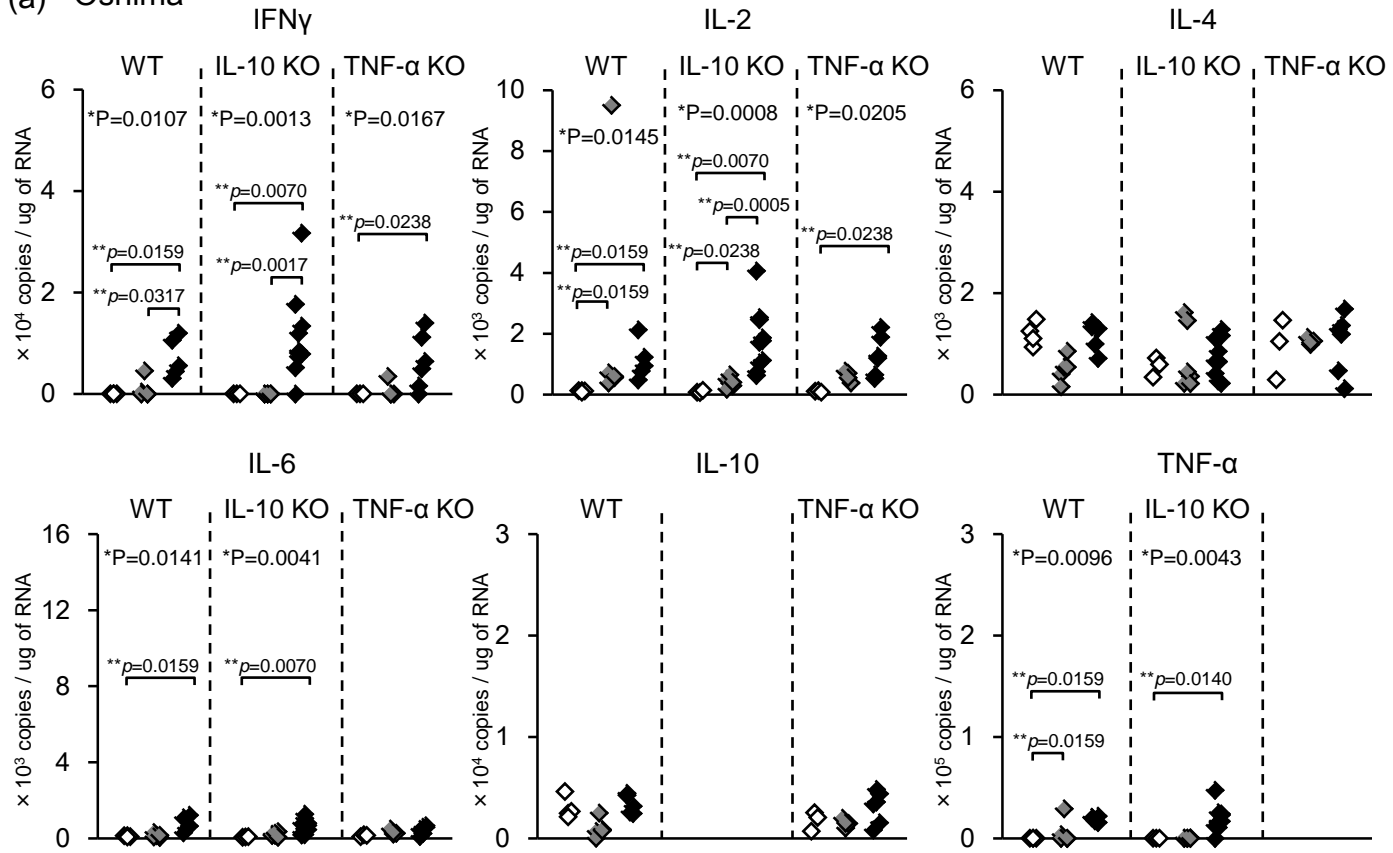 (a) Oshima
IFNγ
IL-2
IL-4
WT
IL-10 KO
TNF-α KO
WT
IL-10 KO
TNF-α KO
WT
IL-10 KO
TNF-α KO
× 10⁴ copies / ug of RNA
6
4
2
0
*P=0.0107
*P=0.0013
*P=0.0167
**p=0.0070
**p=0.0238
**p=0.0159
**p=0.0017
**p=0.0317
× 10³ copies / ug of RNA
10
8
6
4
2
0
*P=0.0145
*P=0.0008
*P=0.0205
**p=0.0070
**p=0.0005
**p=0.0238
**p=0.0159
**p=0.0238
**p=0.0159
× 10³ copies / ug of RNA
6
4
2
0
IL-6
IL-10
TNF-α
WT
IL-10 KO
TNF-α KO
WT
TNF-α KO
WT
IL-10 KO
× 10³ copies / ug of RNA
16
12
8
4
0
*P=0.0141
*P=0.0041
**p=0.0159
**p=0.0070
× 10⁴ copies / ug of RNA
3
2
1
0
× 10⁵ copies / ug of RNA
3
2
1
0
*P=0.0096
*P=0.0043
**p=0.0159
**p=0.0140
**p=0.0159